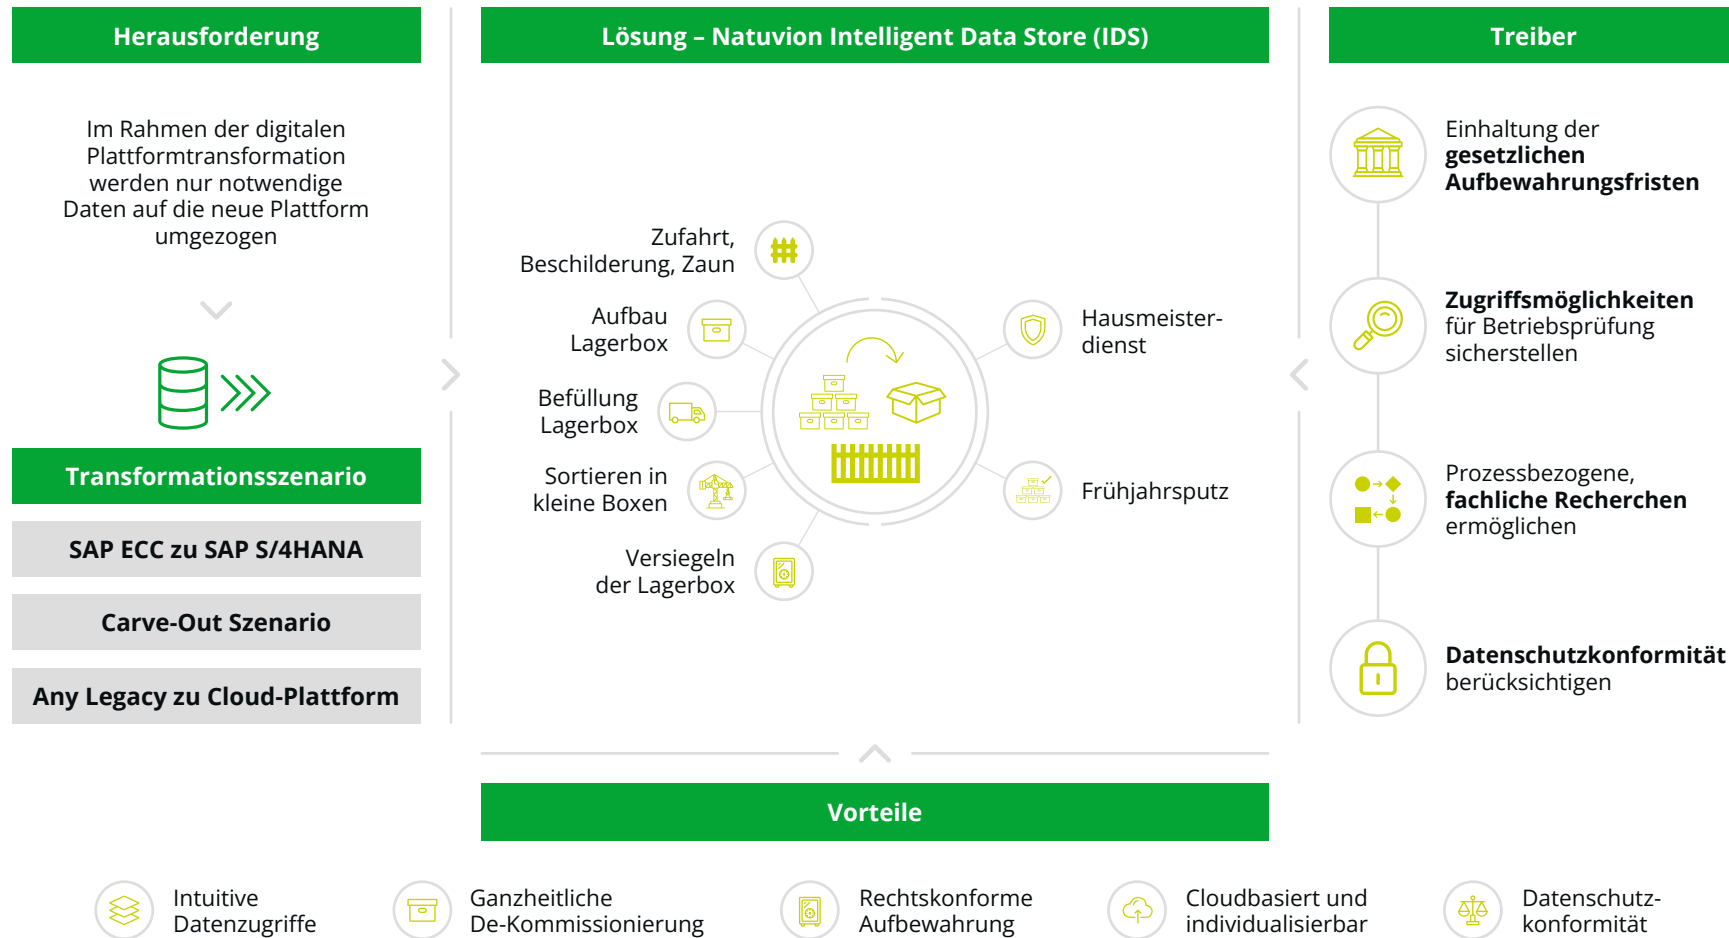 Herausforderung
Im Rahmen der digitalen
Plattformtransformation
werden nur notwendige
Daten auf die neue Plattform
umgezogen
Transformationsszenario
SAP ECC zu SAP S/4HANA
Carve-Out Szenario
Any Legacy zu Cloud-Plattform
Lösung – Natuvion Intelligent Data Store (IDS)
Zufahrt,
Beschilderung, Zaun
Aufbau
Lagerbox
Befüllung
Lagerbox
Sortieren in
kleine Boxen
Versiegeln
der Lagerbox
Hausmeister-
dienst
Frühjahrsputz
Treiber
Einhaltung der
gesetzlichen
Aufbewahrungsfristen
Zugriffsmöglichkeiten
für Betriebsprüfung
sicherstellen
Prozessbezogene,
fachliche Recherchen
ermöglichen
Datenschutzkonformität
berücksichtigen
Vorteile
Intuitive
Datenzugriffe
Ganzheitliche
De-Kommissionierung
Rechtskonforme
Aufbewahrung
Cloudbasiert und
individualisierbar
Datenschutz-
konformität